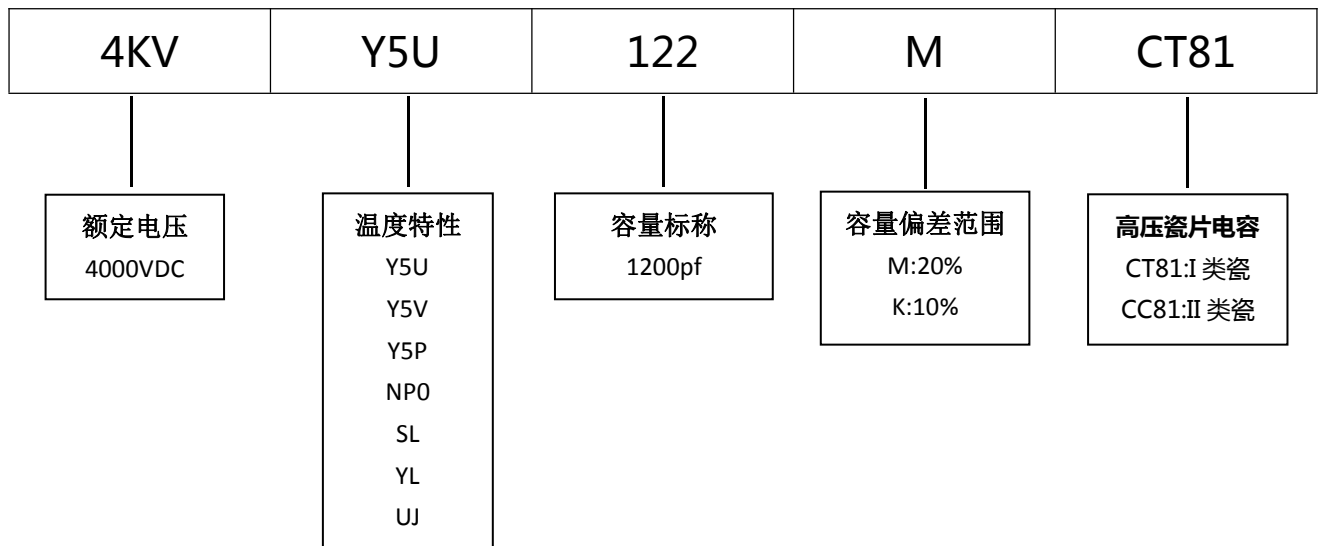 4KV
Y5U
122
M
CT81
额定电压
4000VDC
温度特性
Y5U
Y5V
Y5P
NP0
SL
YL
UJ
容量标称
1200pf
容量偏差范围
M:20%
K:10%
高压瓷片电容
CT81:I 类瓷
CC81:II 类瓷